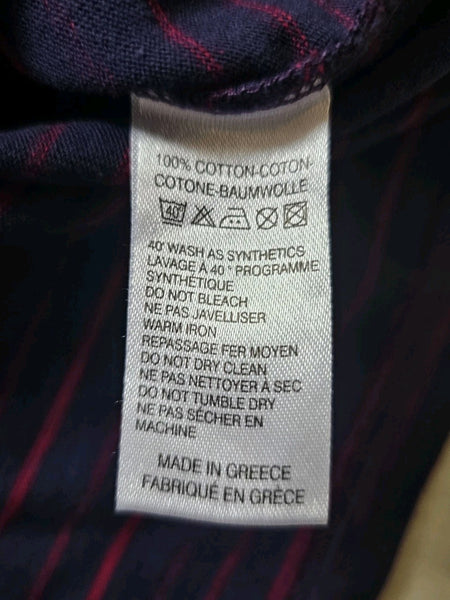 100% COTTON-COTON-
COTONE-BAUMWOLLE
40°
40° WASH AS SYNTHETICS
LAVAGE À 40° PROGRAMME
SYNTHÉTIQUE
DO NOT BLEACH
NE PAS JAVELLISER
WARM IRON
REPASSAGE FER MOYEN
DO NOT DRY CLEAN
NE PAS NETTOYER À SEC
DO NOT TUMBLE DRY
NE PAS SÉCHER EN
MACHINE
MADE IN GREECE
FABRIQUÉ EN GRÈCE